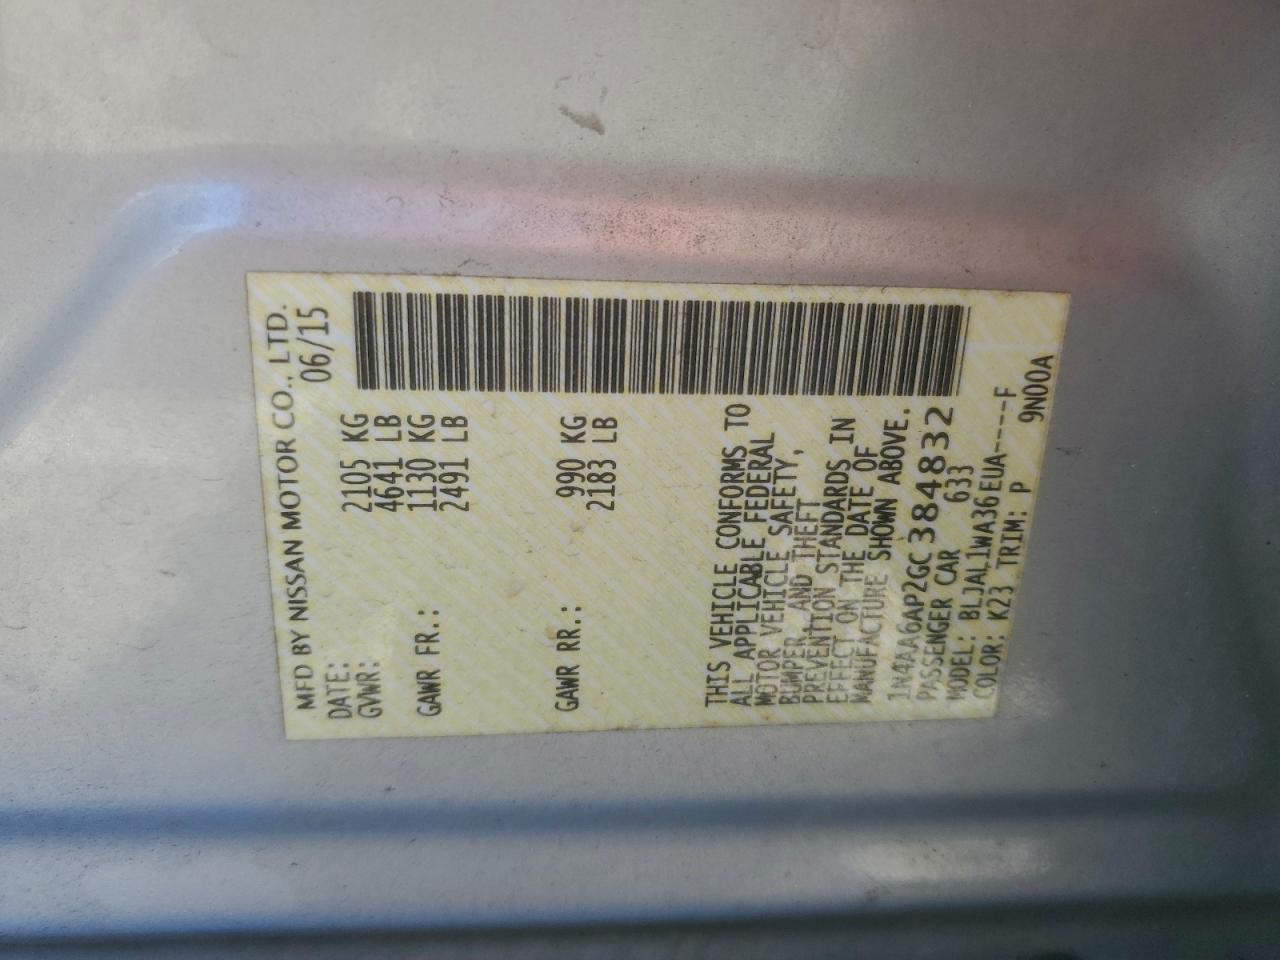 MFD BY NISSAN MOTOR CO., LTD.
DATE: 06/15
GVWR: 2105 KG
4641 LB
GAWR FR.: 1130 KG
2491 LB
GAWR RR.: 990 KG
2183 LB
THIS VEHICLE CONFORMS TO
ALL APPLICABLE FEDERAL
MOTOR VEHICLE SAFETY,
BUMPER, AND THEFT
PREVENTION STANDARDS IN
EFFECT ON THE DATE OF
MANUFACTURE SHOWN ABOVE.
1N4AA6AP2GC384832
PASSENGER CAR 633
MODEL: BLJALIWA36EUA----F
COLOR: K23 TRIM: P 9N00A